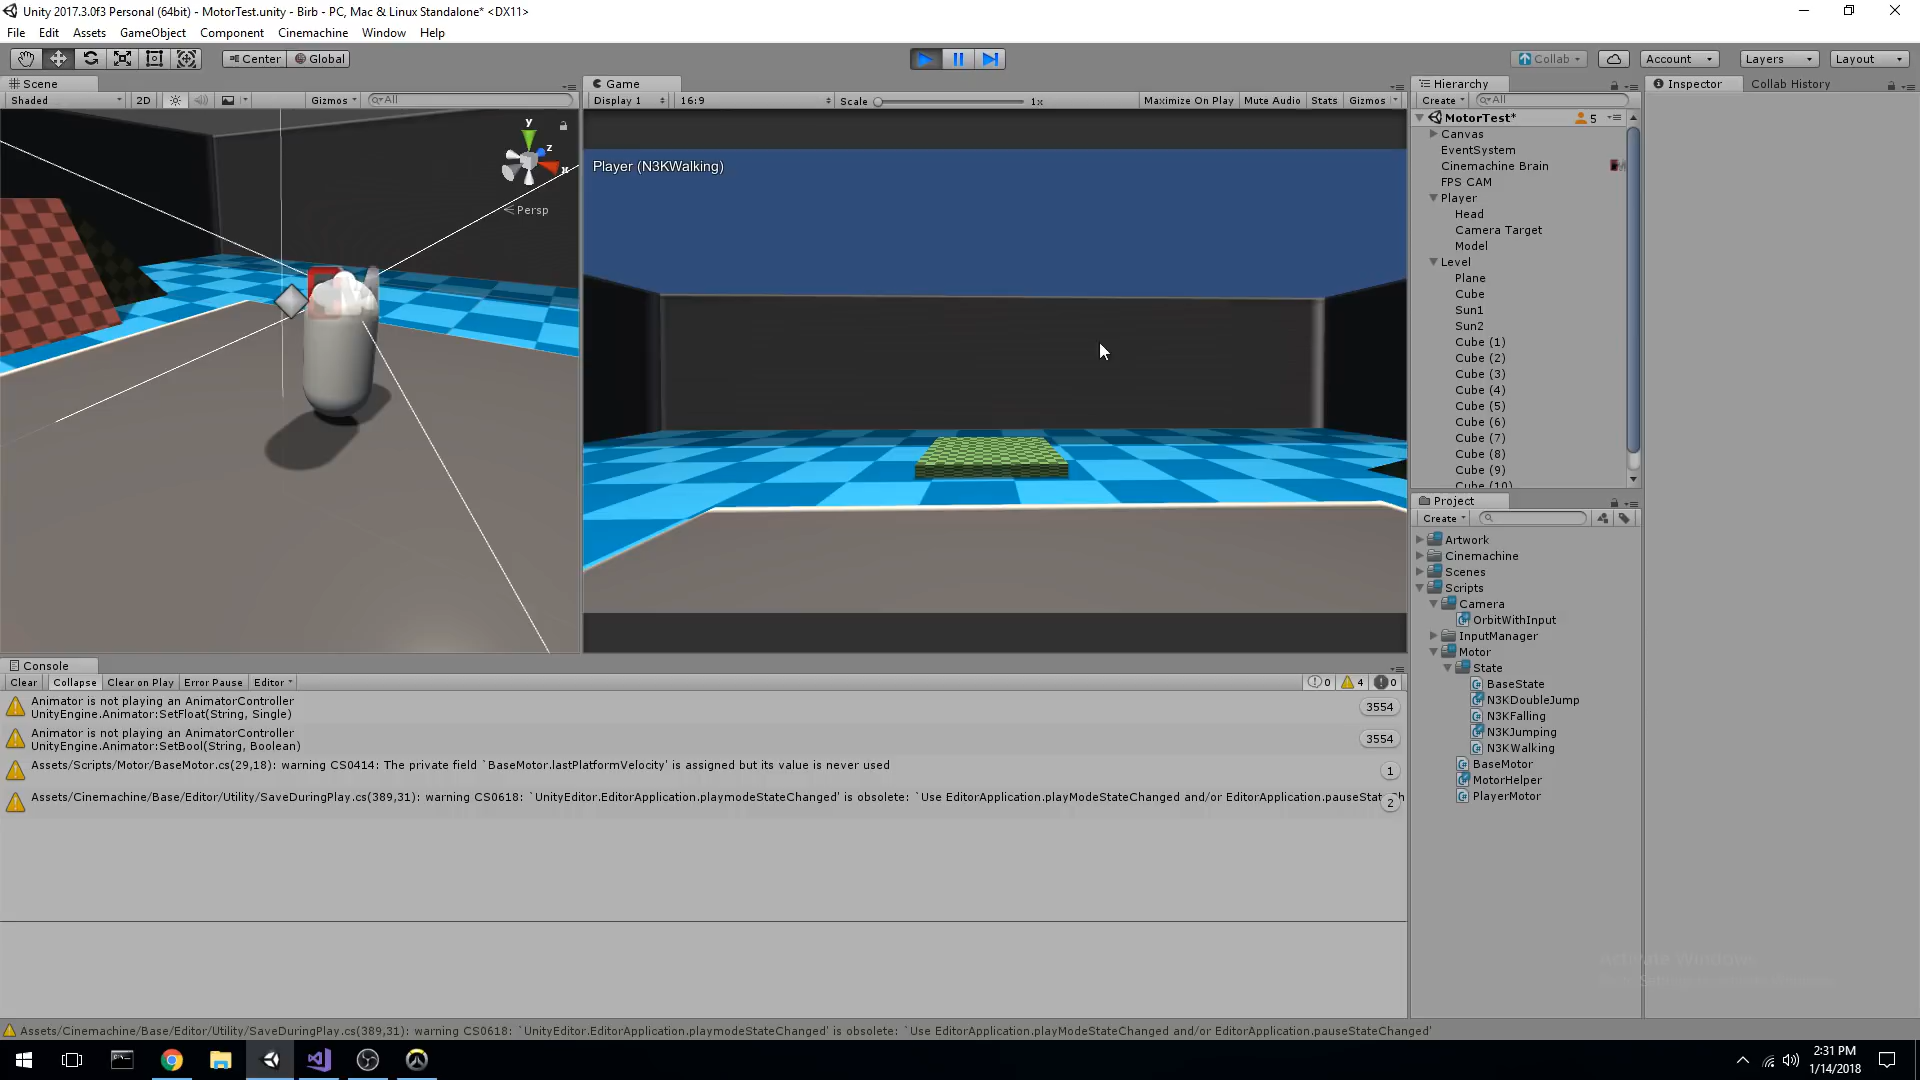 Unity 2017.3.0f3 Personal (64bit) - MotorTest.unity - Birb - PC, Mac & Linux Standalone* <DX11>
File Edit Assets GameObject Component Cinemachine Window Help
Center Global Collab Account Layers Layout
Scene
Shaded 2D Gizmos All
y
z
x
Persp
Game
Display 1 16:9 Scale 1x Maximize On Play Mute Audio Stats Gizmos
Player (N3KWalking)
Hierarchy
Create All
MotorTest* 5
Canvas
EventSystem
Cinemachine Brain
FPS CAM
Player
Head
Camera Target
Model
Level
Plane
Cube
Sun1
Sun2
Cube (1)
Cube (2)
Cube (3)
Cube (4)
Cube (5)
Cube (6)
Cube (7)
Cube (8)
Cube (9)
Cube (10)
Inspector Collab History
Project
Create
Artwork
Cinemachine
Scenes
Scripts
Camera
OrbitWithInput
InputManager
Motor
State
BaseState
N3KDoubleJump
N3KFalling
N3KJumping
N3KWalking
BaseMotor
MotorHelper
PlayerMotor
Console
Clear Collapse Clear on Play Error Pause Editor 0 4 0
Animator is not playing an AnimatorController
UnityEngine.Animator:SetFloat(String, Single)
3554
Animator is not playing an AnimatorController
UnityEngine.Animator:SetBool(String, Boolean)
3554
Assets/Scripts/Motor/BaseMotor.cs(29,18): warning CS0414: The private field `BaseMotor.lastPlatformVelocity' is assigned but its value is never used
1
Assets/Cinemachine/Base/Editor/Utility/SaveDuringPlay.cs(389,31): warning CS0618: `UnityEditor.EditorApplication.playmodeStateChanged' is obsolete: `Use EditorApplication.playModeStateChanged and/or EditorApplication.pauseStateCh
2
Activate Windows
Assets/Cinemachine/Base/Editor/Utility/SaveDuringPlay.cs(389,31): warning CS0618: `UnityEditor.EditorApplication.playmodeStateChanged' is obsolete: `Use EditorApplication.playModeStateChanged and/or EditorApplication.pauseStateChanged'
2:31 PM
1/14/2018